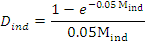 D_ind = (1 − e^(−0.05 M_ind)) / (0.05M_ind)